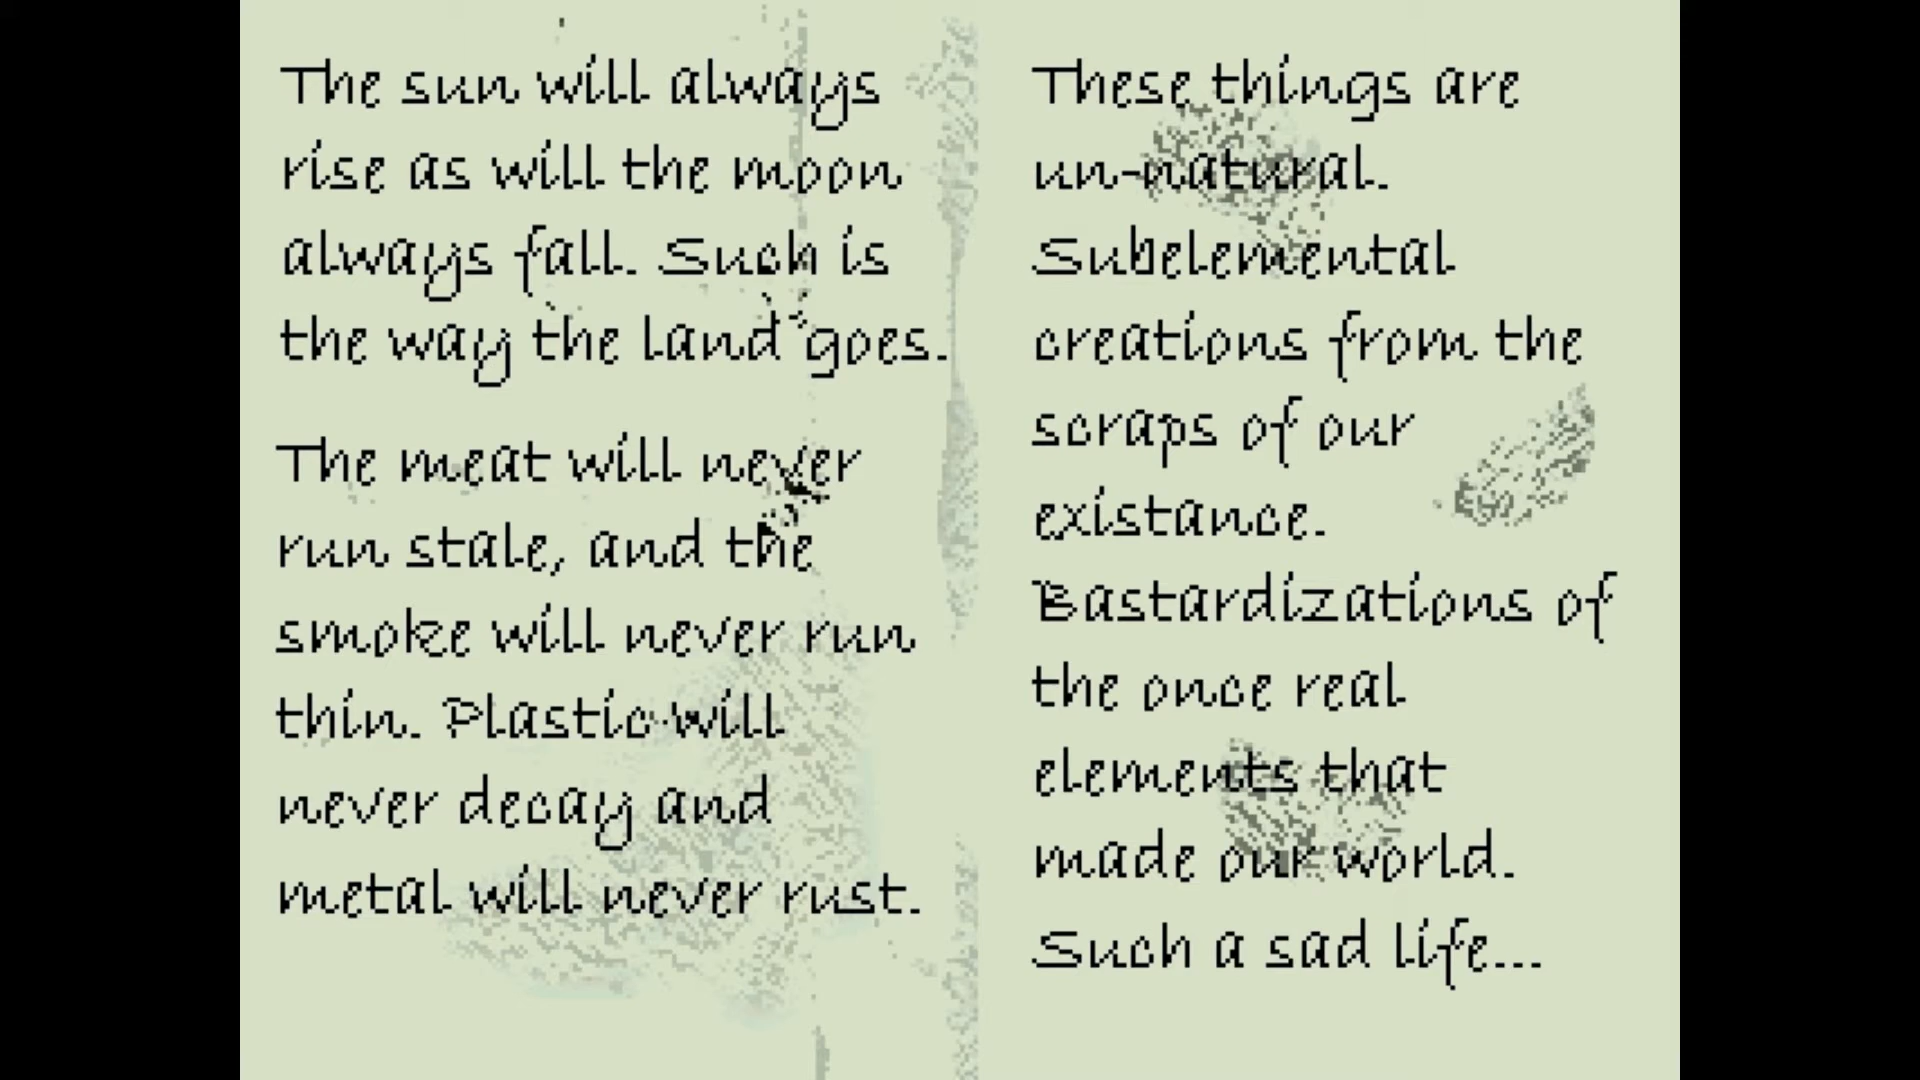 The sun will always
rise as will the moon
always fall. Such is
the way the land goes.
The meat will never
run stale, and the
smoke will never run
thin. Plastic will
never decay and
metal will never rust.
These things are
un-natural.
Subelemental
creations from the
scraps of our
existance.
Bastardizations of
the once real
elements that
made our world.
Such a sad life...